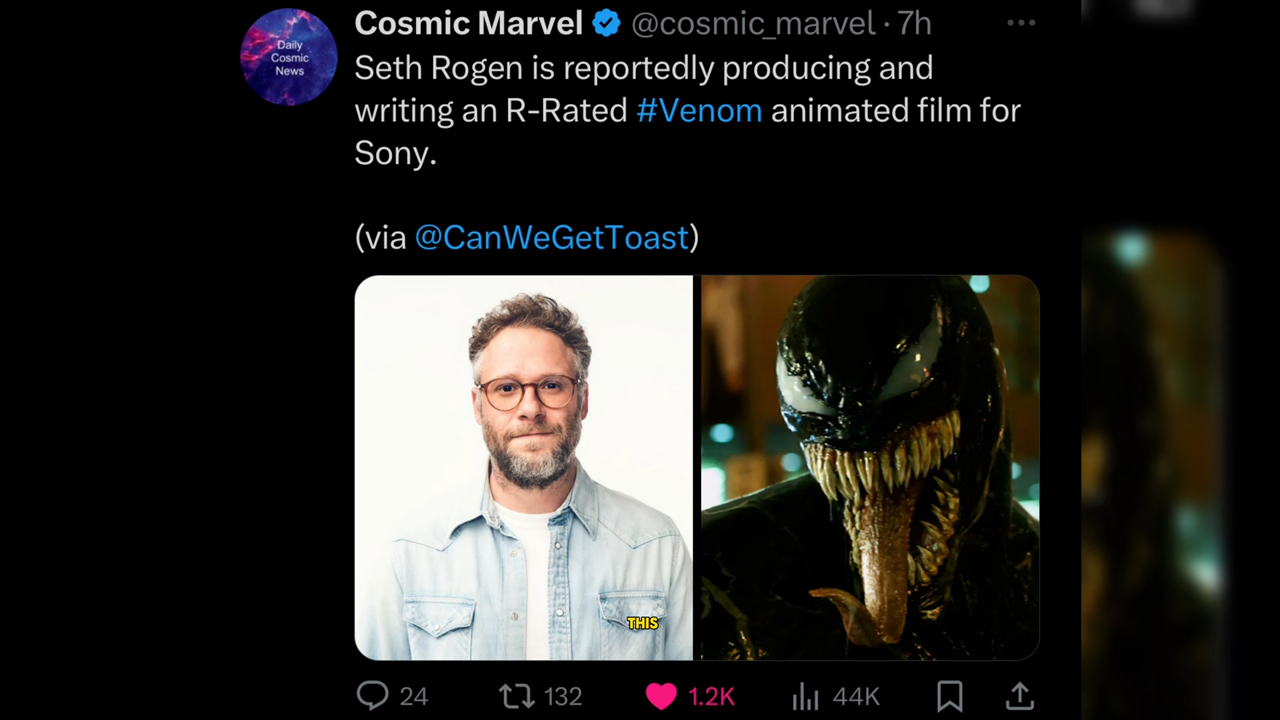 Daily
Cosmic
News
Cosmic Marvel @cosmic_marvel · 7h
Seth Rogen is reportedly producing and
writing an R-Rated #Venom animated film for
Sony.
(via @CanWeGetToast)
THIS
24 132 1.2K 44K